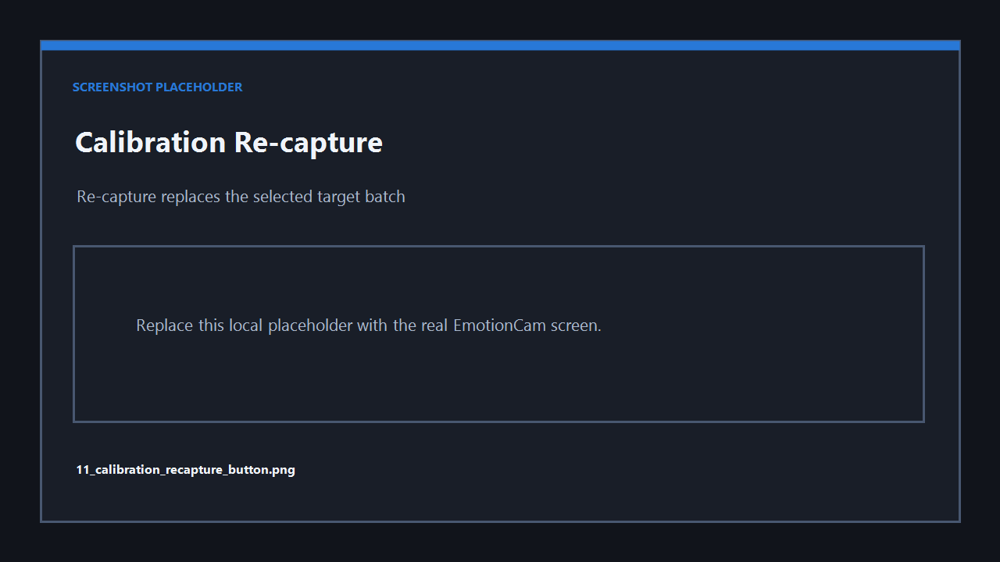 SCREENSHOT PLACEHOLDER
Calibration Re-capture
Re-capture replaces the selected target batch
Replace this local placeholder with the real EmotionCam screen.
11_calibration_recapture_button.png